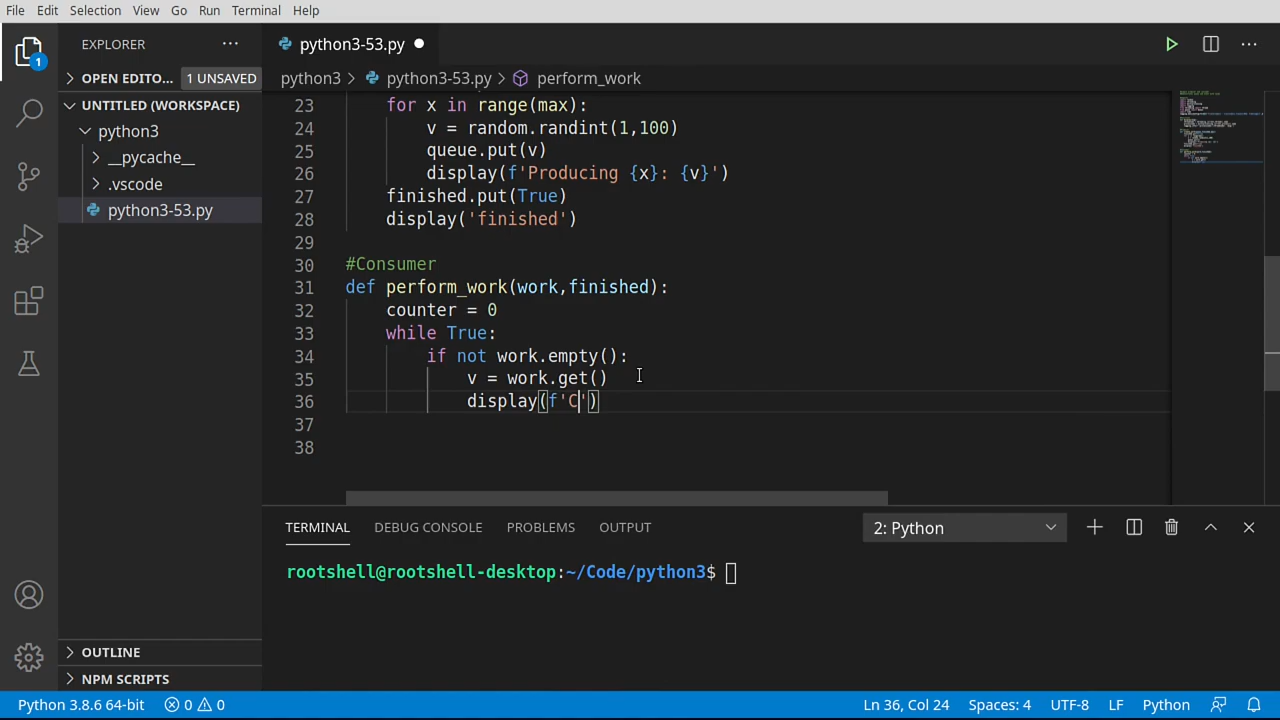 File Edit Selection View Go Run Terminal Help
EXPLORER
python3-53.py
1
OPEN EDITO... 1 UNSAVED
python3 python3-53.py perform_work
UNTITLED (WORKSPACE)
python3
__pycache__
.vscode
python3-53.py
23 for x in range(max):
24 v = random.randint(1,100)
25 queue.put(v)
26 display(f'Producing {x}: {v}')
27 finished.put(True)
28 display('finished')
29
30 #Consumer
31 def perform_work(work,finished):
32 counter = 0
33 while True:
34 if not work.empty():
35 v = work.get()
36 display(f'C')
37
38
TERMINAL DEBUG CONSOLE PROBLEMS OUTPUT 2: Python
rootshell@rootshell-desktop:~/Code/python3$
OUTLINE
NPM SCRIPTS
Python 3.8.6 64-bit 0 0 Ln 36, Col 24 Spaces: 4 UTF-8 LF Python